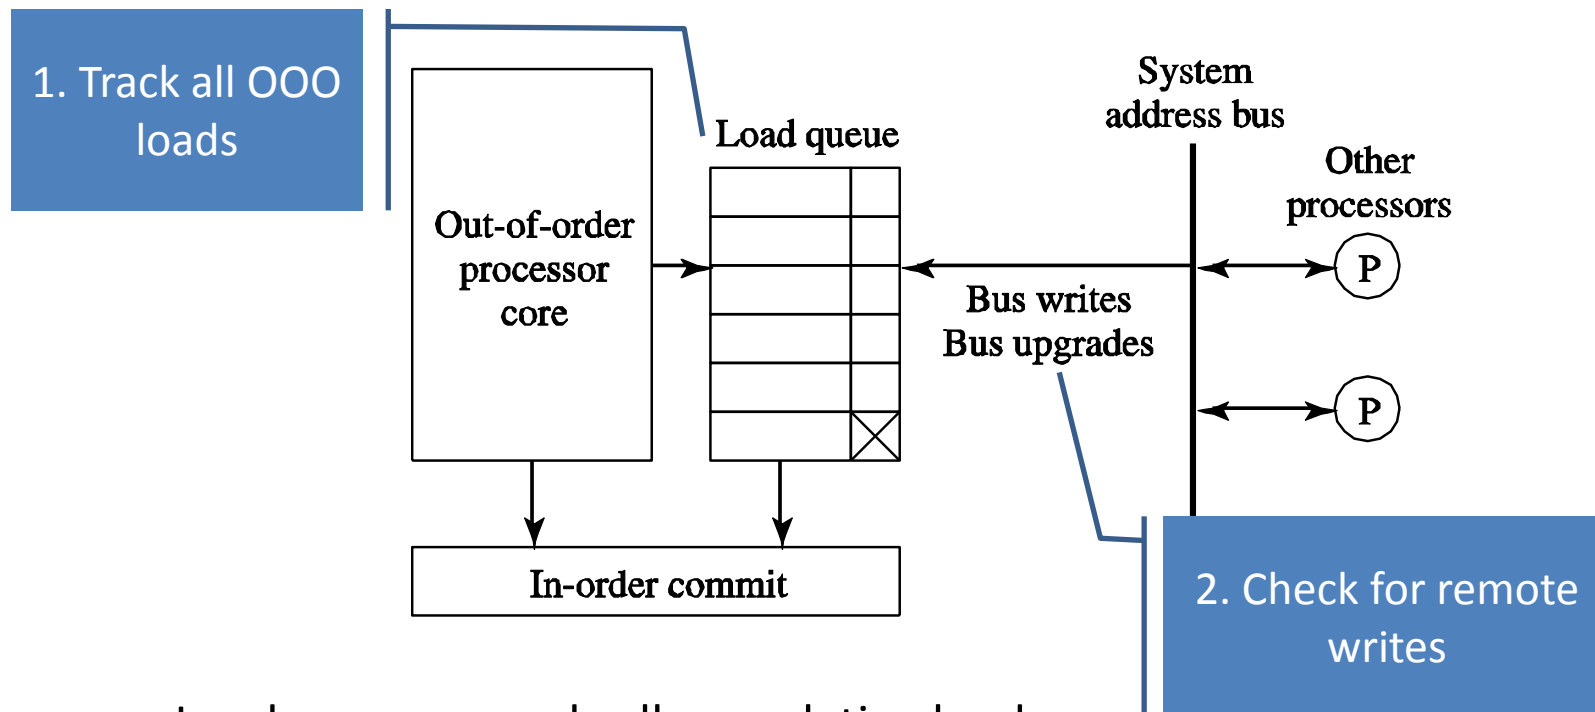 1. Track all OOO
loads
System
address bus
Load queue
Other
processors
Out-of-order
processor
core
P
Bus writes
Bus upgrades
P
In-order commit
2. Check for remote
writes